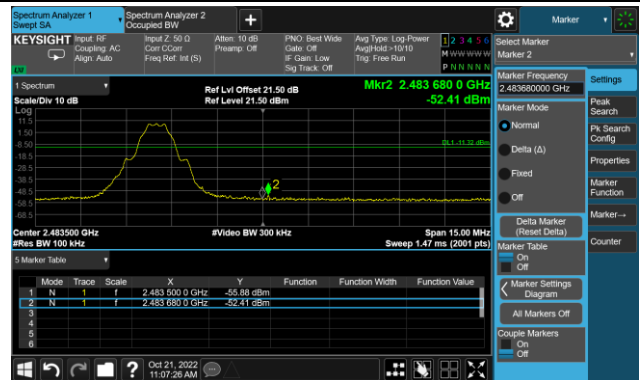 Spectrum Analyzer 1
Swept SA
Spectrum Analyzer 2
Occupied BW
+
Marker
KEYSIGHT
Input: RF
Coupling: AC
Align: Auto
Input Z: 50 Ω
Corr CCorr
Freq Ref: Int (S)
Atten: 10 dB
Preamp: Off
PNO: Best Wide
Gate: Off
IF Gain: Low
Sig Track: Off
Avg Type: Log-Power
Avg|Hold:>10/10
Trig: Free Run
1 2 3 4 5 6
M W W W W W
P N N N N N
Select Marker
Marker 2
LXI
1 Spectrum
Scale/Div 10 dB
Log
Ref Lvl Offset 21.50 dB
Ref Level 21.50 dBm
Mkr2 2.483 680 0 GHz
-52.41 dBm
11.5
1.50
-8.50
-18.5
-28.5
-38.5
-48.5
-58.5
-68.5
DL1 -11.32 dBm
2
Center 2.483500 GHz
#Res BW 100 kHz
#Video BW 300 kHz
Span 15.00 MHz
Sweep 1.47 ms (2001 pts)
5 Marker Table
Mode Trace Scale X Y Function Function Width Function Value
1 N 1 f 2.483 500 0 GHz -55.88 dBm
2 N 1 f 2.483 680 0 GHz -52.41 dBm
3
4
5
6
Marker Frequency
2.483680000 GHz
Marker Mode
Normal
Delta (Δ)
Fixed
Off
Delta Marker
(Reset Delta)
Marker Table
On
Off
Marker Settings
Diagram
All Markers Off
Couple Markers
On
Off
Settings
Peak
Search
Pk Search
Config
Properties
Marker
Function
Marker→
Counter
?
Oct 21, 2022
11:07:26 AM